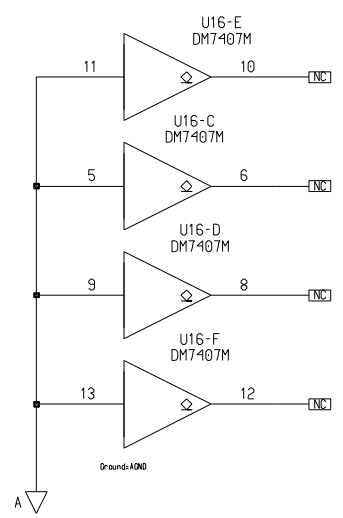 U16-E
DM7407M
11
10
NC
U16-C
DM7407M
5
6
NC
U16-D
DM7407M
9
8
NC
U16-F
DM7407M
13
12
NC
Ground=AGND
A